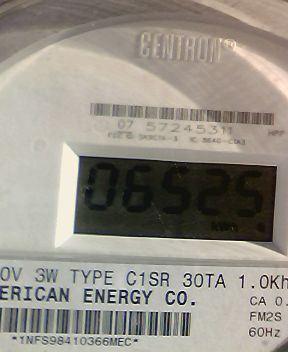 CENTRON®
07 57245311
06525
0V 3W TYPE C1SR 30TA 1.0Kh
ERICAN ENERGY CO.
CA 0.
FM2S
60Hz
*1NFS98410366MEC*